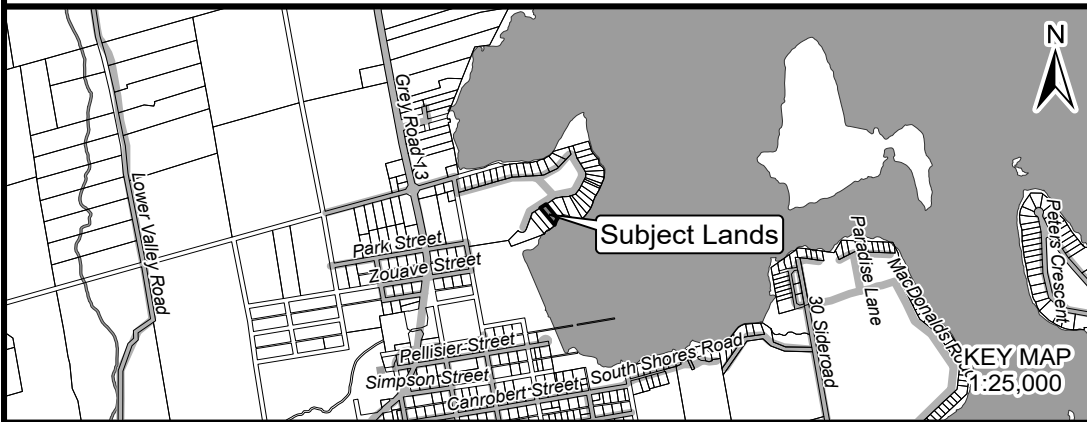 N
Grey Road 13
Lower Valley Road
Park Street
Zouave Street
Subject Lands
Paradise Lane
MacDonalds
Peters Crescent
30 Sideroad
Pellisier Street
South Shores Road
Simpson Street
Canrobert Street
KEY MAP
1:25,000